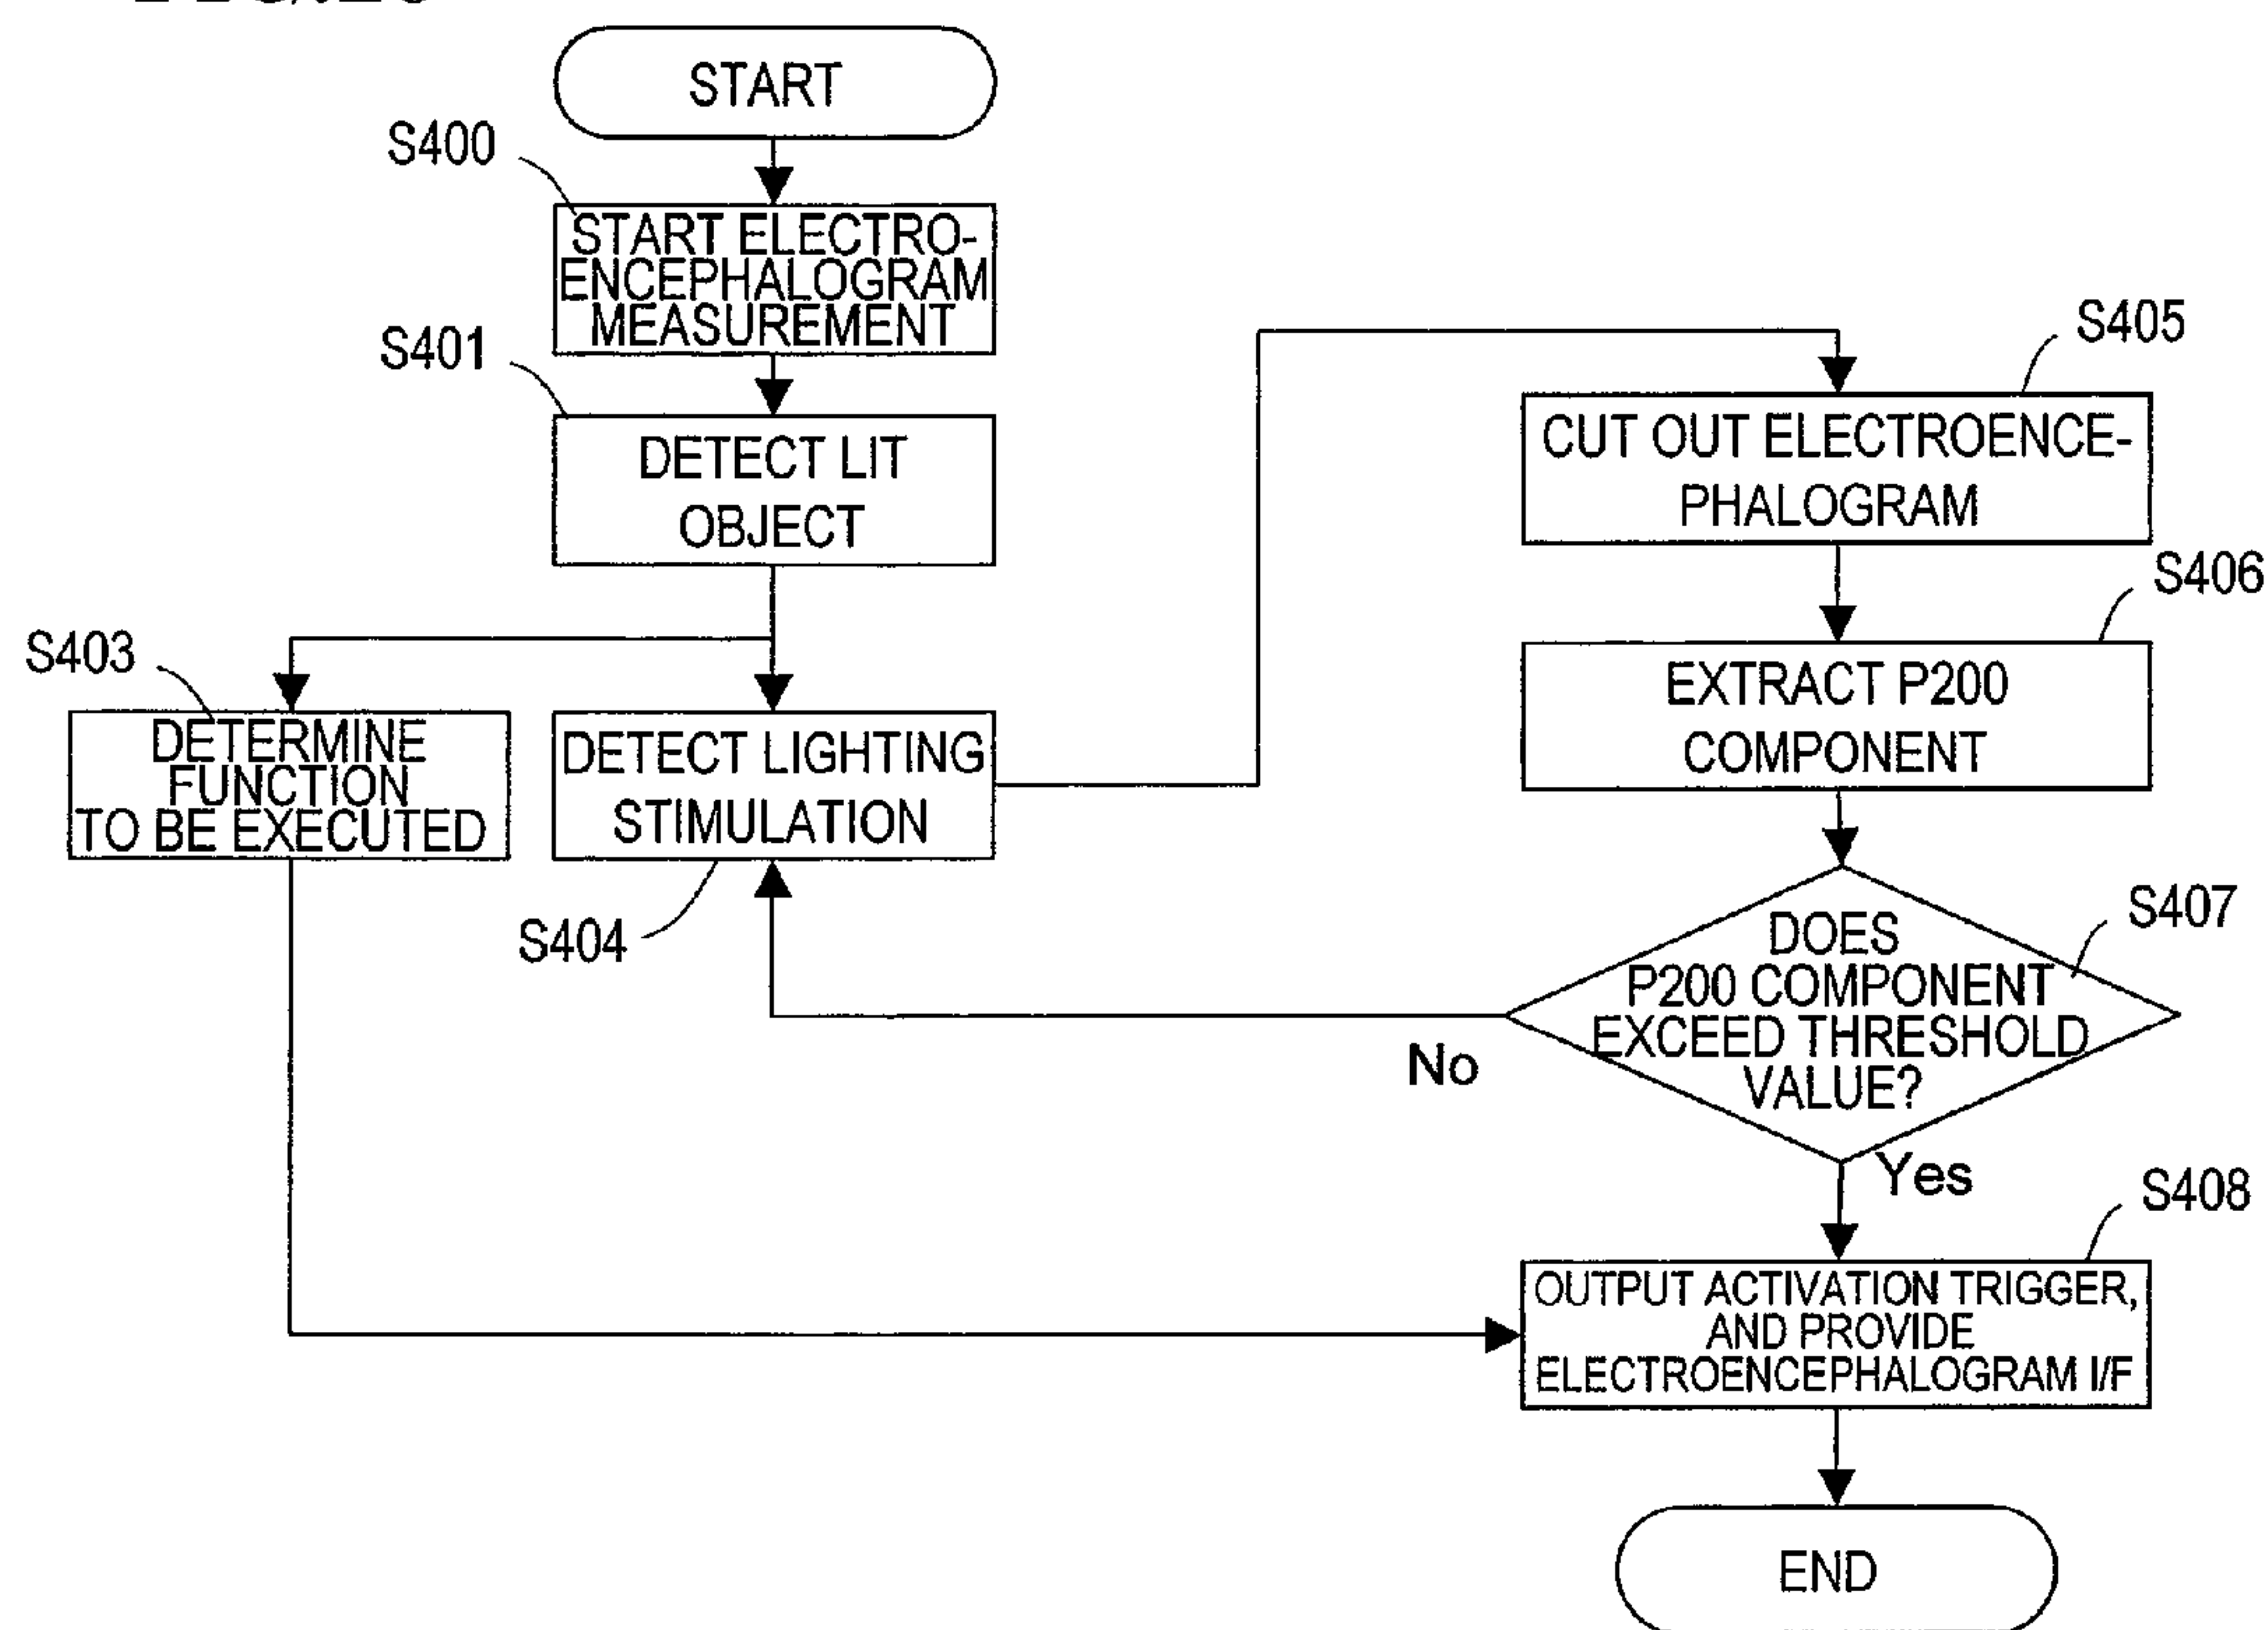 START
S400
START ELECTRO-
ENCEPHALOGRAM
MEASUREMENT
S401
DETECT LIT
OBJECT
S403
DETERMINE
FUNCTION
TO BE EXECUTED
DETECT LIGHTING
STIMULATION
S404
S405
CUT OUT ELECTROENCE-
PHALOGRAM
S406
EXTRACT P200
COMPONENT
S407
DOES
P200 COMPONENT
EXCEED THRESHOLD
VALUE?
No
Yes
S408
OUTPUT ACTIVATION TRIGGER,
AND PROVIDE
ELECTROENCEPHALOGRAM I/F
END